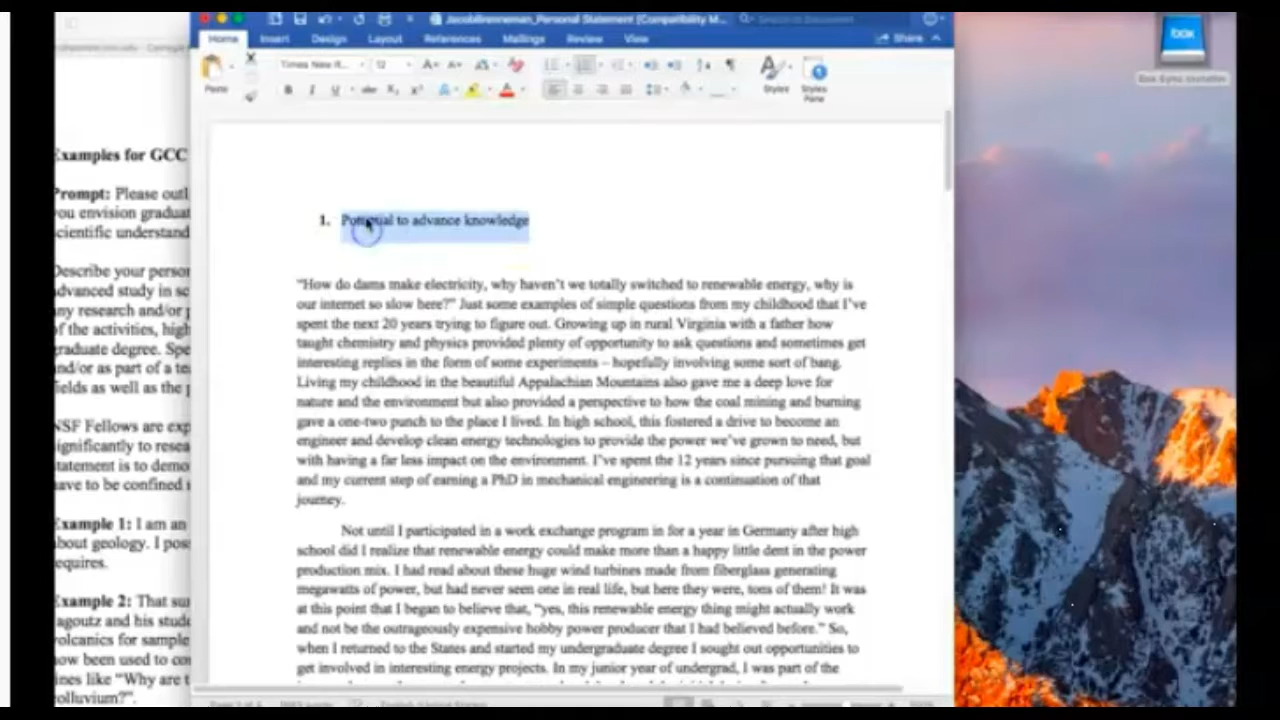 Jacob Brenneman_Personal Statement [Compatibility M...
Search in Document
Home Insert Design Layout References Mailings Review View Share
Times New R... 12
Paste Styles Styles Pane
Examples for GCC
Prompt: Please outl
you envision graduat
scientific understand
Describe your person
advanced study in sc
any research and/or p
of the activities, high
graduate degree. Spe
and/or as part of a te
fields as well as the p
NSF Fellows are exp
significantly to resea
statement is to demo
have to be confined
Example 1: I am an
about geology. I pos
requires.
Example 2: That su
Jagoutz and his stude
volcanics for sample
now been used to co
lines like “Why are t
colluvium?”.
1. Potential to advance knowledge
“How do dams make electricity, why haven’t we totally switched to renewable energy, why is
our internet so slow here?” Just some examples of simple questions from my childhood that I’ve
spent the next 20 years trying to figure out. Growing up in rural Virginia with a father how
taught chemistry and physics provided plenty of opportunity to ask questions and sometimes get
interesting replies in the form of some experiments – hopefully involving some sort of bang.
Living my childhood in the beautiful Appalachian Mountains also gave me a deep love for
nature and the environment but also provided a perspective to how the coal mining and burning
gave a one-two punch to the place I lived. In high school, this fostered a drive to become an
engineer and develop clean energy technologies to provide the power we’ve grown to need, but
with having a far less impact on the environment. I’ve spent the 12 years since pursuing that goal
and my current step of earning a PhD in mechanical engineering is a continuation of that
journey.
Not until I participated in a work exchange program in for a year in Germany after high
school did I realize that renewable energy could make more than a happy little dent in the power
production mix. I had read about these huge wind turbines made from fiberglass generating
megawatts of power, but had never seen one in real life, but here they were, tons of them! It was
at this point that I began to believe that, “yes, this renewable energy thing might actually work
and not be the outrageously expensive hobby power producer that I had believed before.” So,
when I returned to the States and started my undergraduate degree I sought out opportunities to
get involved in interesting energy projects. In my junior year of undergrad, I was part of the
box